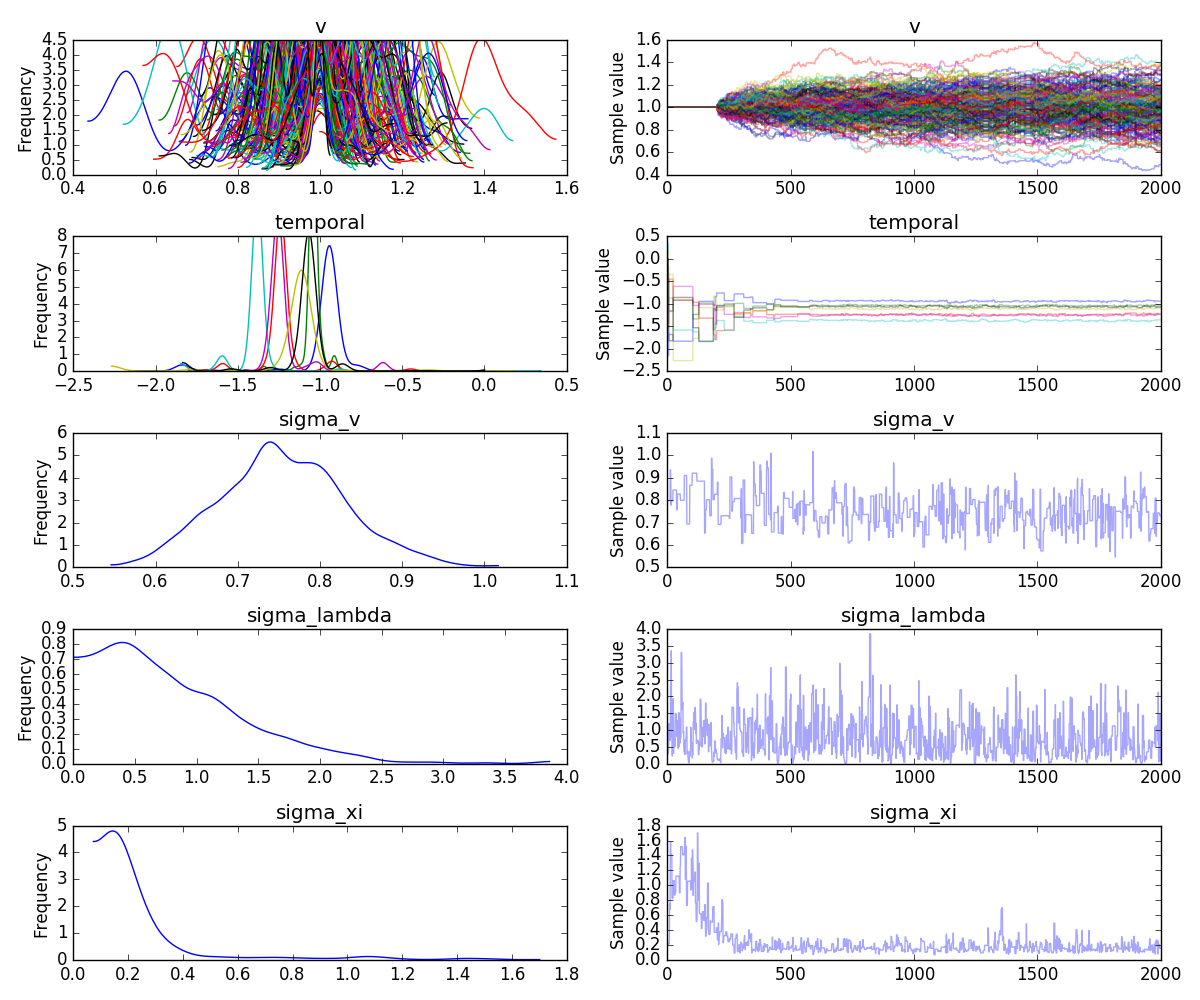 v
4.5
4.0
3.5
3.0
2.5
2.0
1.5
1.0
0.5
0.0
Frequency
0.4 0.6 0.8 1.0 1.2 1.4 1.6
v
1.6
1.4
1.2
1.0
0.8
0.6
0.4
Sample value
0 500 1000 1500 2000
temporal
8
7
6
5
4
3
2
1
0
Frequency
−2.5 −2.0 −1.5 −1.0 −0.5 0.0 0.5
temporal
0.5
0.0
−0.5
−1.0
−1.5
−2.0
−2.5
Sample value
0 500 1000 1500 2000
sigma_v
6
5
4
3
2
1
0
Frequency
0.5 0.6 0.7 0.8 0.9 1.0 1.1
sigma_v
1.1
1.0
0.9
0.8
0.7
0.6
0.5
Sample value
0 500 1000 1500 2000
sigma_lambda
0.9
0.8
0.7
0.6
0.5
0.4
0.3
0.2
0.1
0.0
Frequency
0.0 0.5 1.0 1.5 2.0 2.5 3.0 3.5 4.0
sigma_lambda
4.0
3.5
3.0
2.5
2.0
1.5
1.0
0.5
0.0
Sample value
0 500 1000 1500 2000
sigma_xi
5
4
3
2
1
0
Frequency
0.0 0.2 0.4 0.6 0.8 1.0 1.2 1.4 1.6 1.8
sigma_xi
1.8
1.6
1.4
1.2
1.0
0.8
0.6
0.4
0.2
0.0
Sample value
0 500 1000 1500 2000